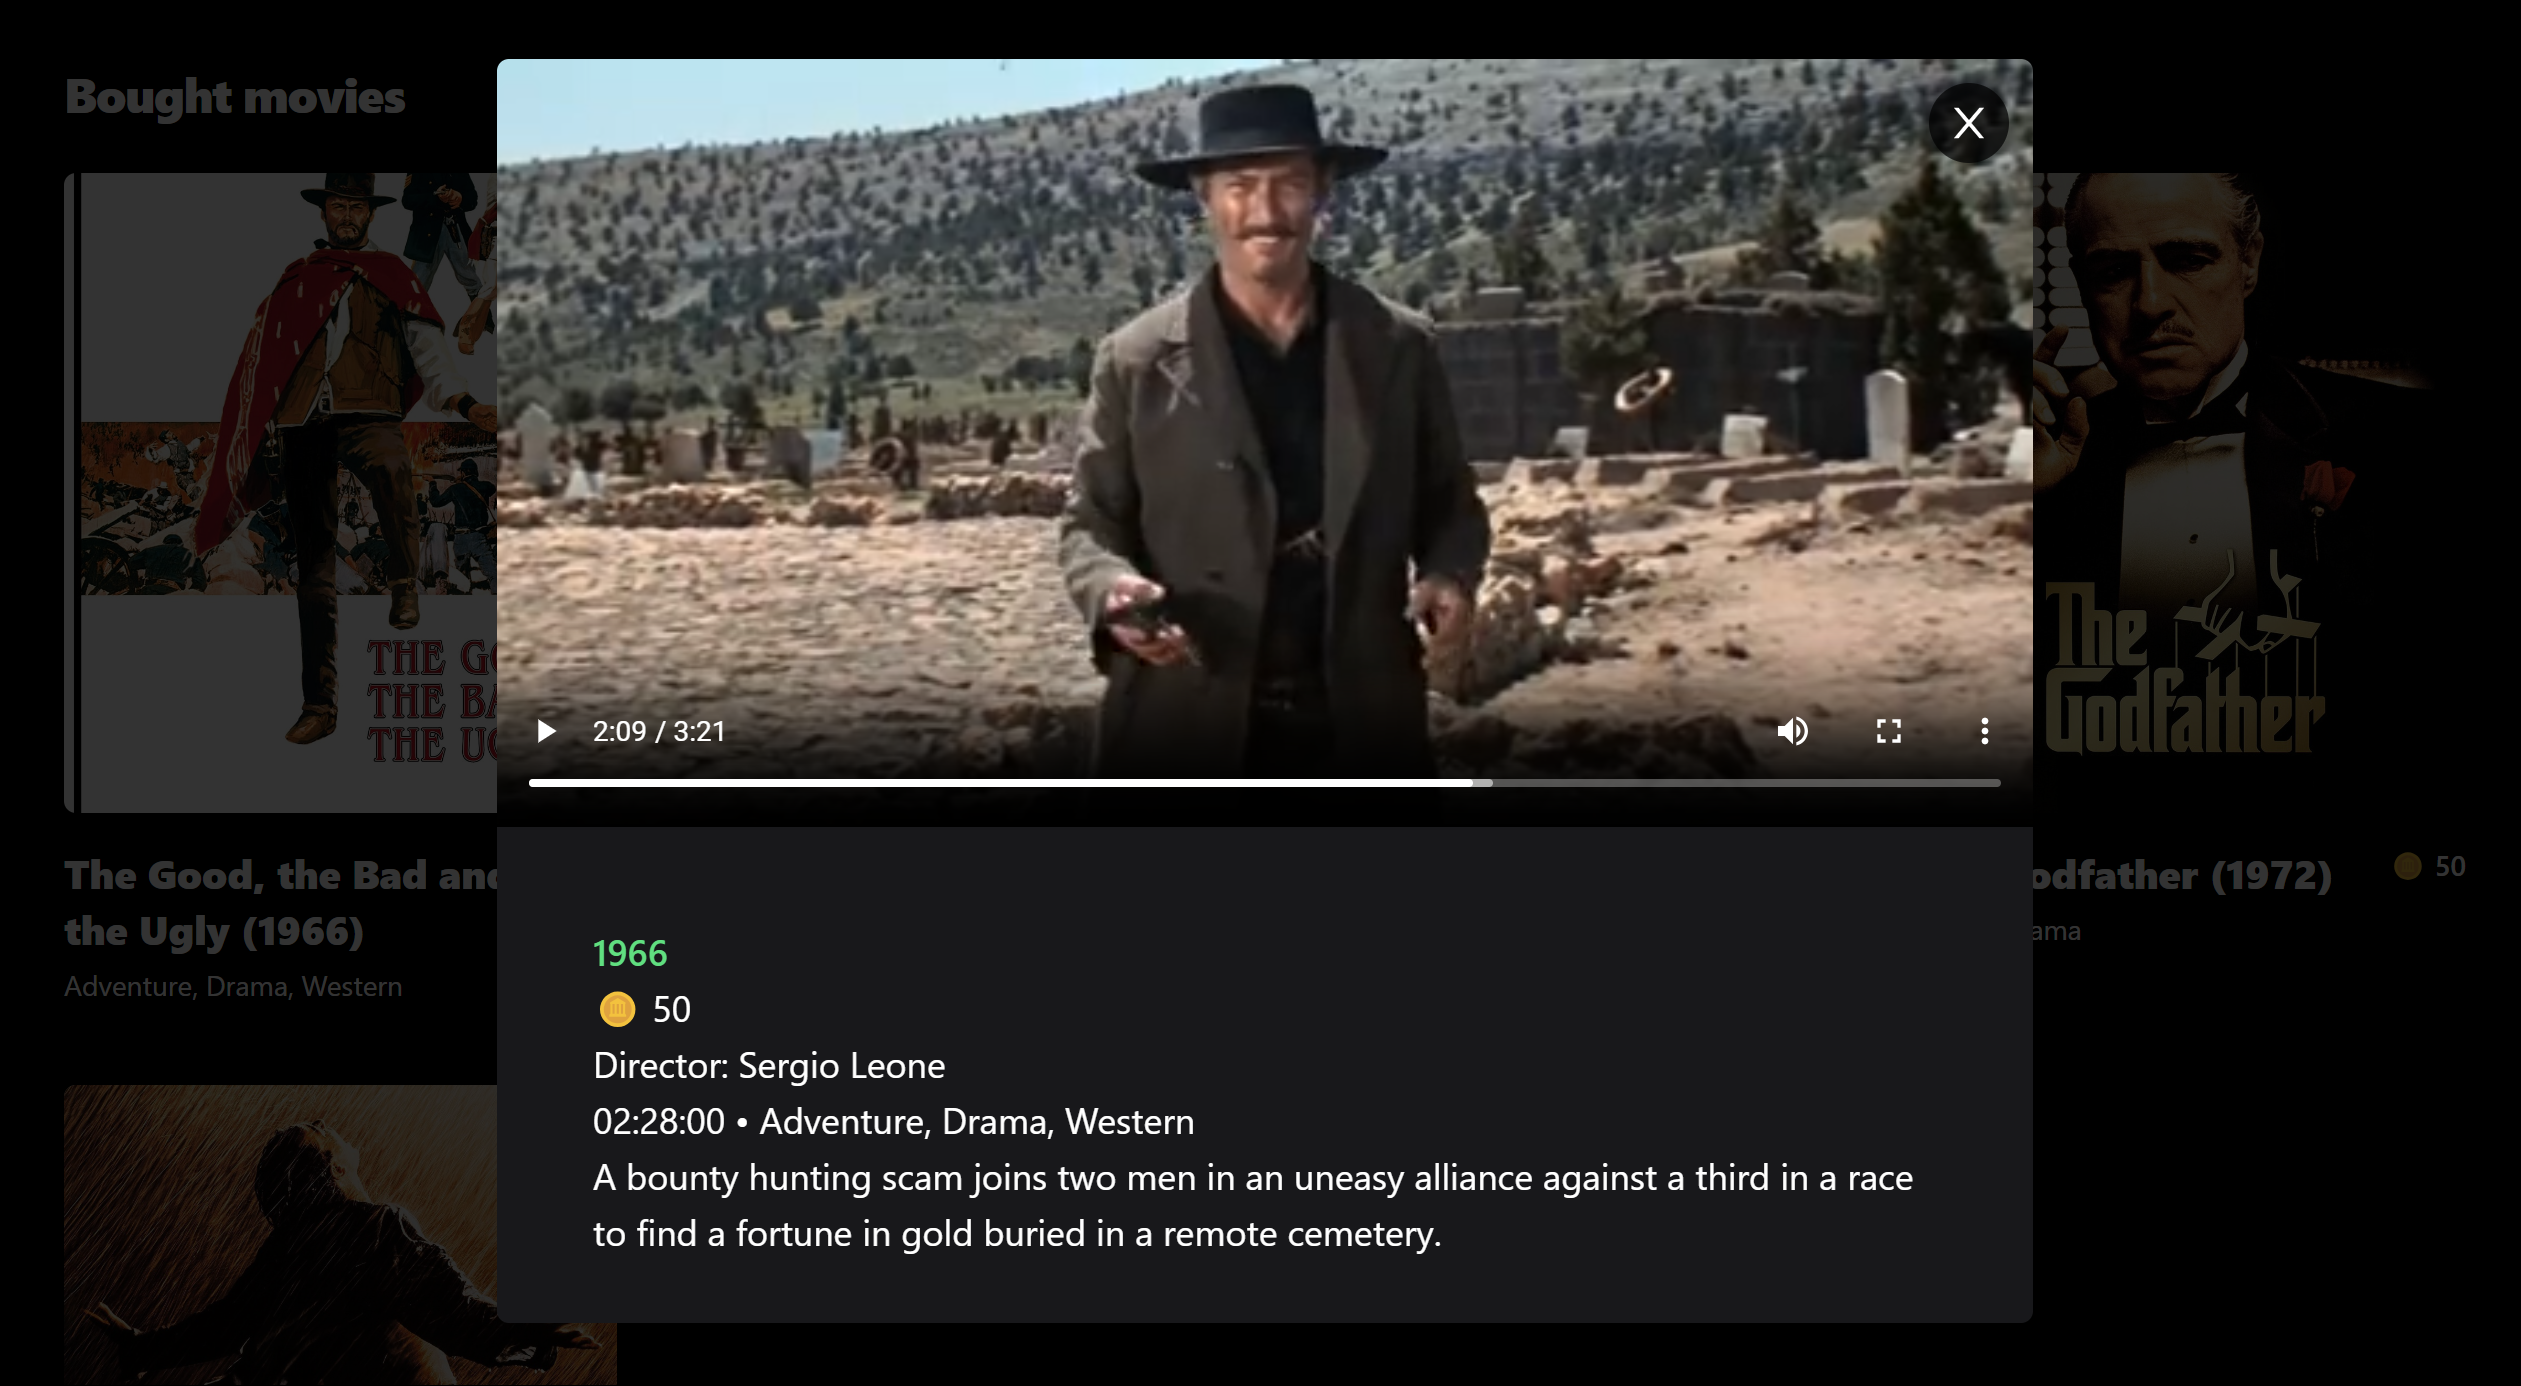 Bought movies
X
THE GO
THE BA
THE UG
2:09 / 3:21
The
Godfather
The Good, the Bad and
the Ugly (1966)
Adventure, Drama, Western
odfather (1972)
50
ama
1966
50
Director: Sergio Leone
02:28:00 • Adventure, Drama, Western
A bounty hunting scam joins two men in an uneasy alliance against a third in a race
to find a fortune in gold buried in a remote cemetery.